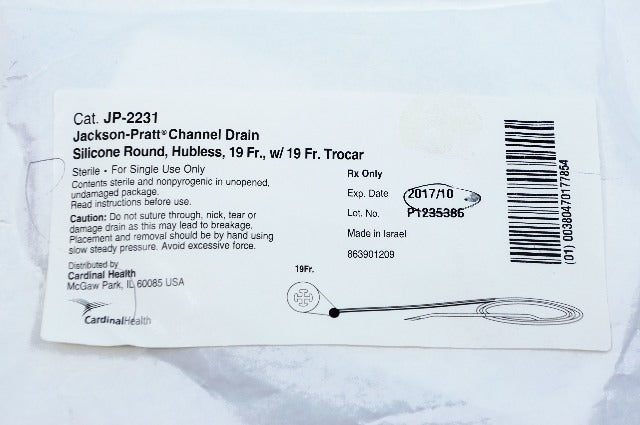 Cat. JP-2231
Jackson-Pratt® Channel Drain
Silicone Round, Hubless, 19 Fr., w/ 19 Fr. Trocar
Sterile • For Single Use Only
Contents sterile and nonpyrogenic in unopened,
undamaged package.
Read instructions before use.
Caution: Do not suture through, nick, tear or
damage drain as this may lead to breakage.
Placement and removal should be by hand using
slow steady pressure. Avoid excessive force.
Distributed by
Cardinal Health
McGaw Park, IL 60085 USA
CardinalHealth
Rx Only
Exp. Date 2017/10
Lot. No. P1235386
Made in Israel
863901209
19Fr.
(01) 00380470177854